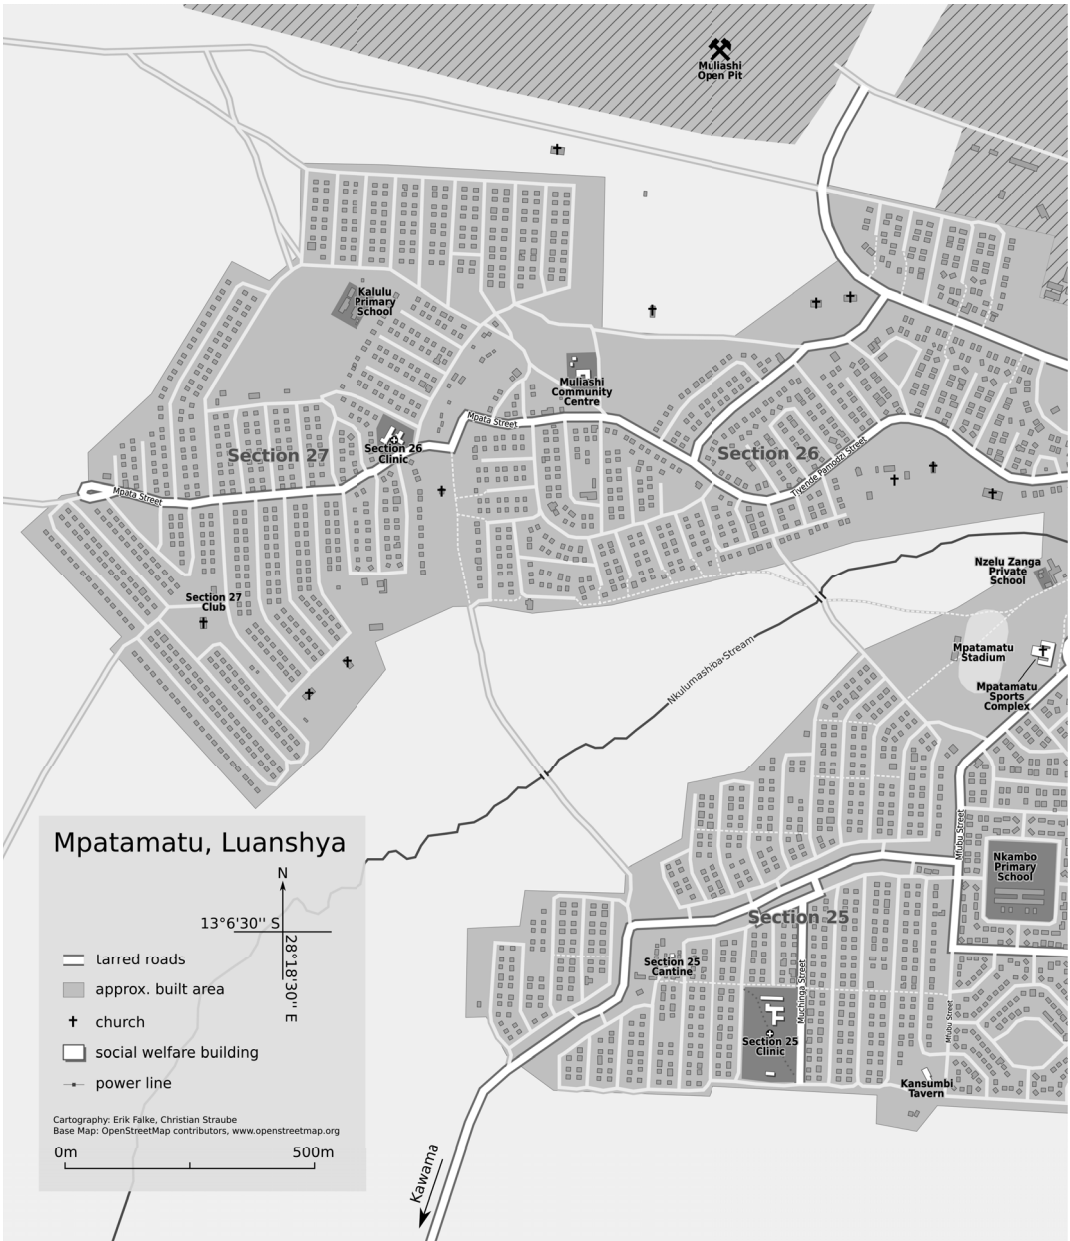 Muliashi
Open Pit
Kalulu
Primary
School
Muliashi
Community
Centre
Mpata Street
Section 27
Section 26
Clinic
Section 26
Tiyende Pamodzi Street
Mpata Street
Nzelu Zanga
Private
School
Section 27
Club
Mpatamatu
Stadium
Nkulumashiba Stream
Mpatamatu
Sports
Complex
Mfubu Street
Mpatamatu, Luanshya
Nkambo
Primary
School
N
13°6'30'' S
28°18'30'' E
Section 25
Section 25
Cantine
Muchinga Street
Mfubu Street
Section 25
Clinic
Kansumbi
Tavern
tarred roads
approx. built area
church
social welfare building
power line
Cartography: Erik Falke, Christian Straube
Base Map: OpenStreetMap contributors, www.openstreetmap.org
0m 500m
Kawama